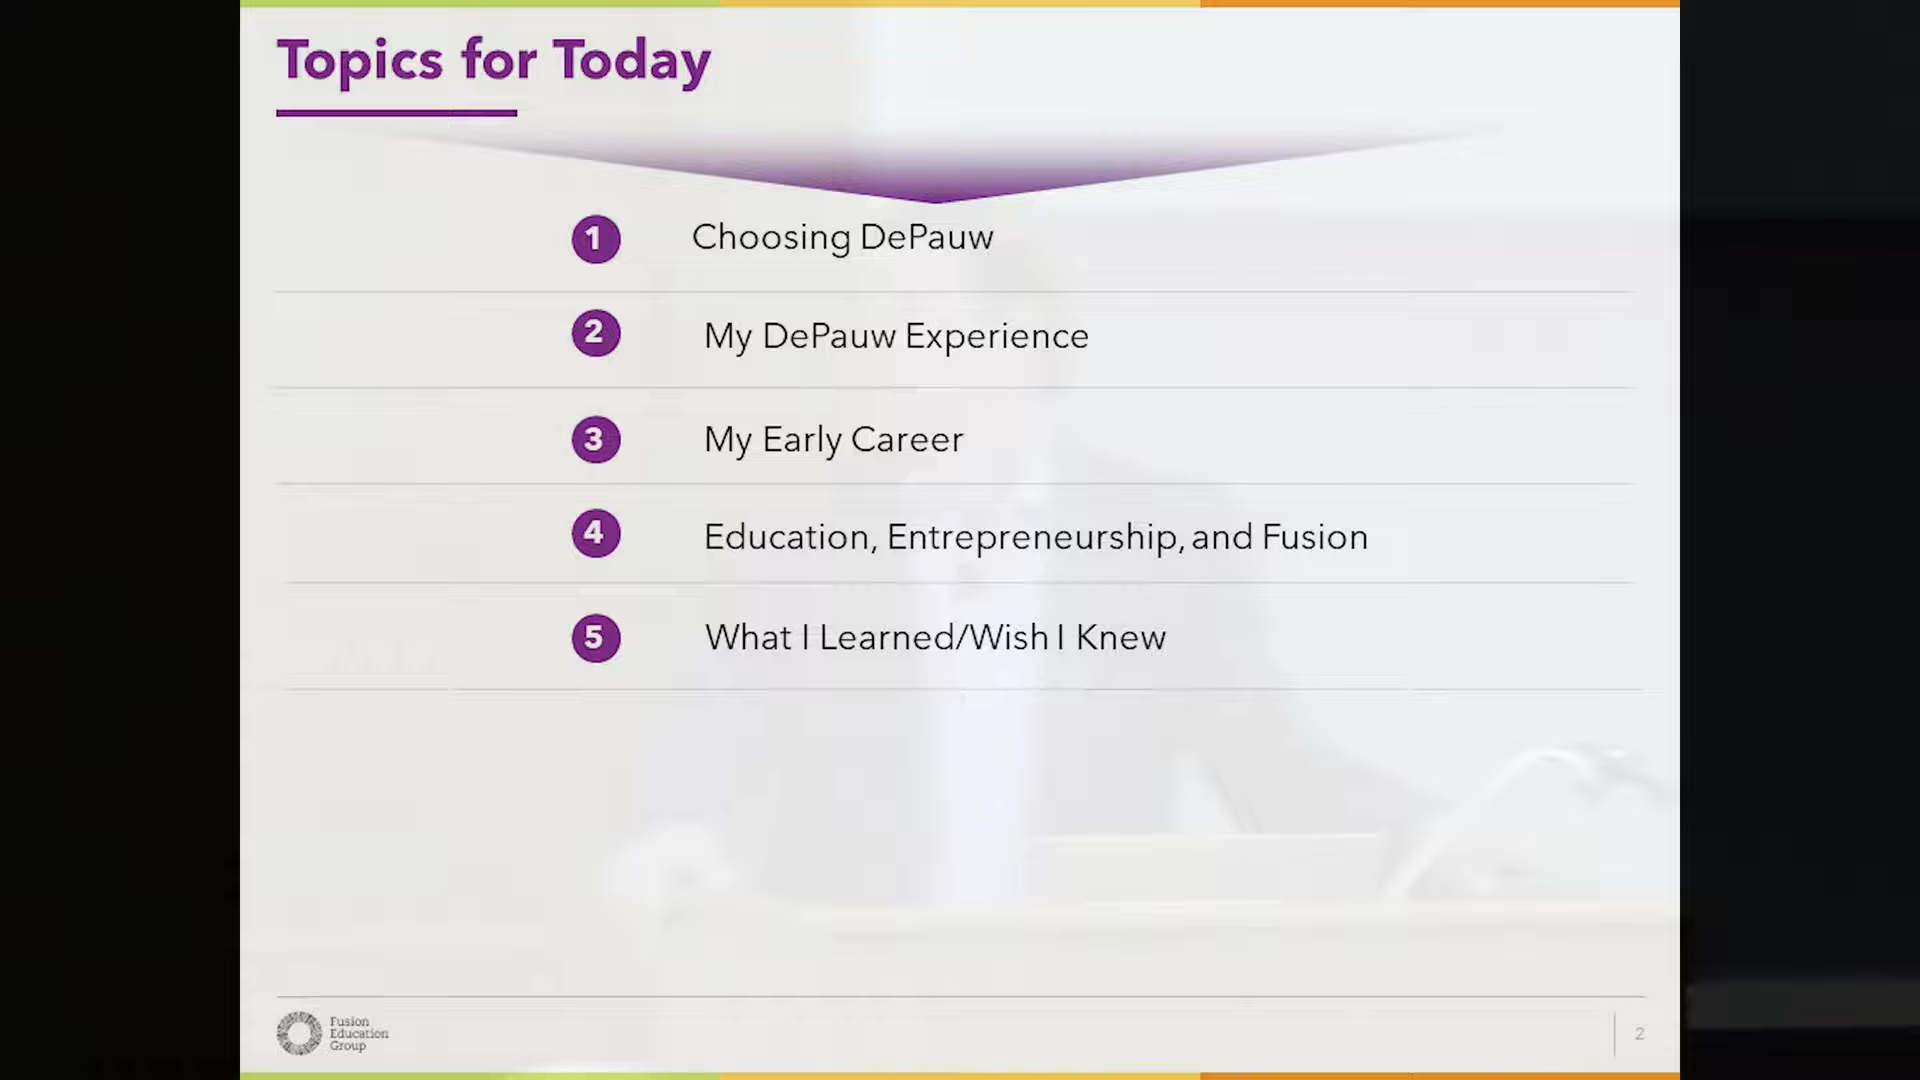 Topics for Today
1 Choosing DePauw
2 My DePauw Experience
3 My Early Career
4 Education, Entrepreneurship, and Fusion
5 What I Learned/Wish I Knew
Fusion
Education
Group
2